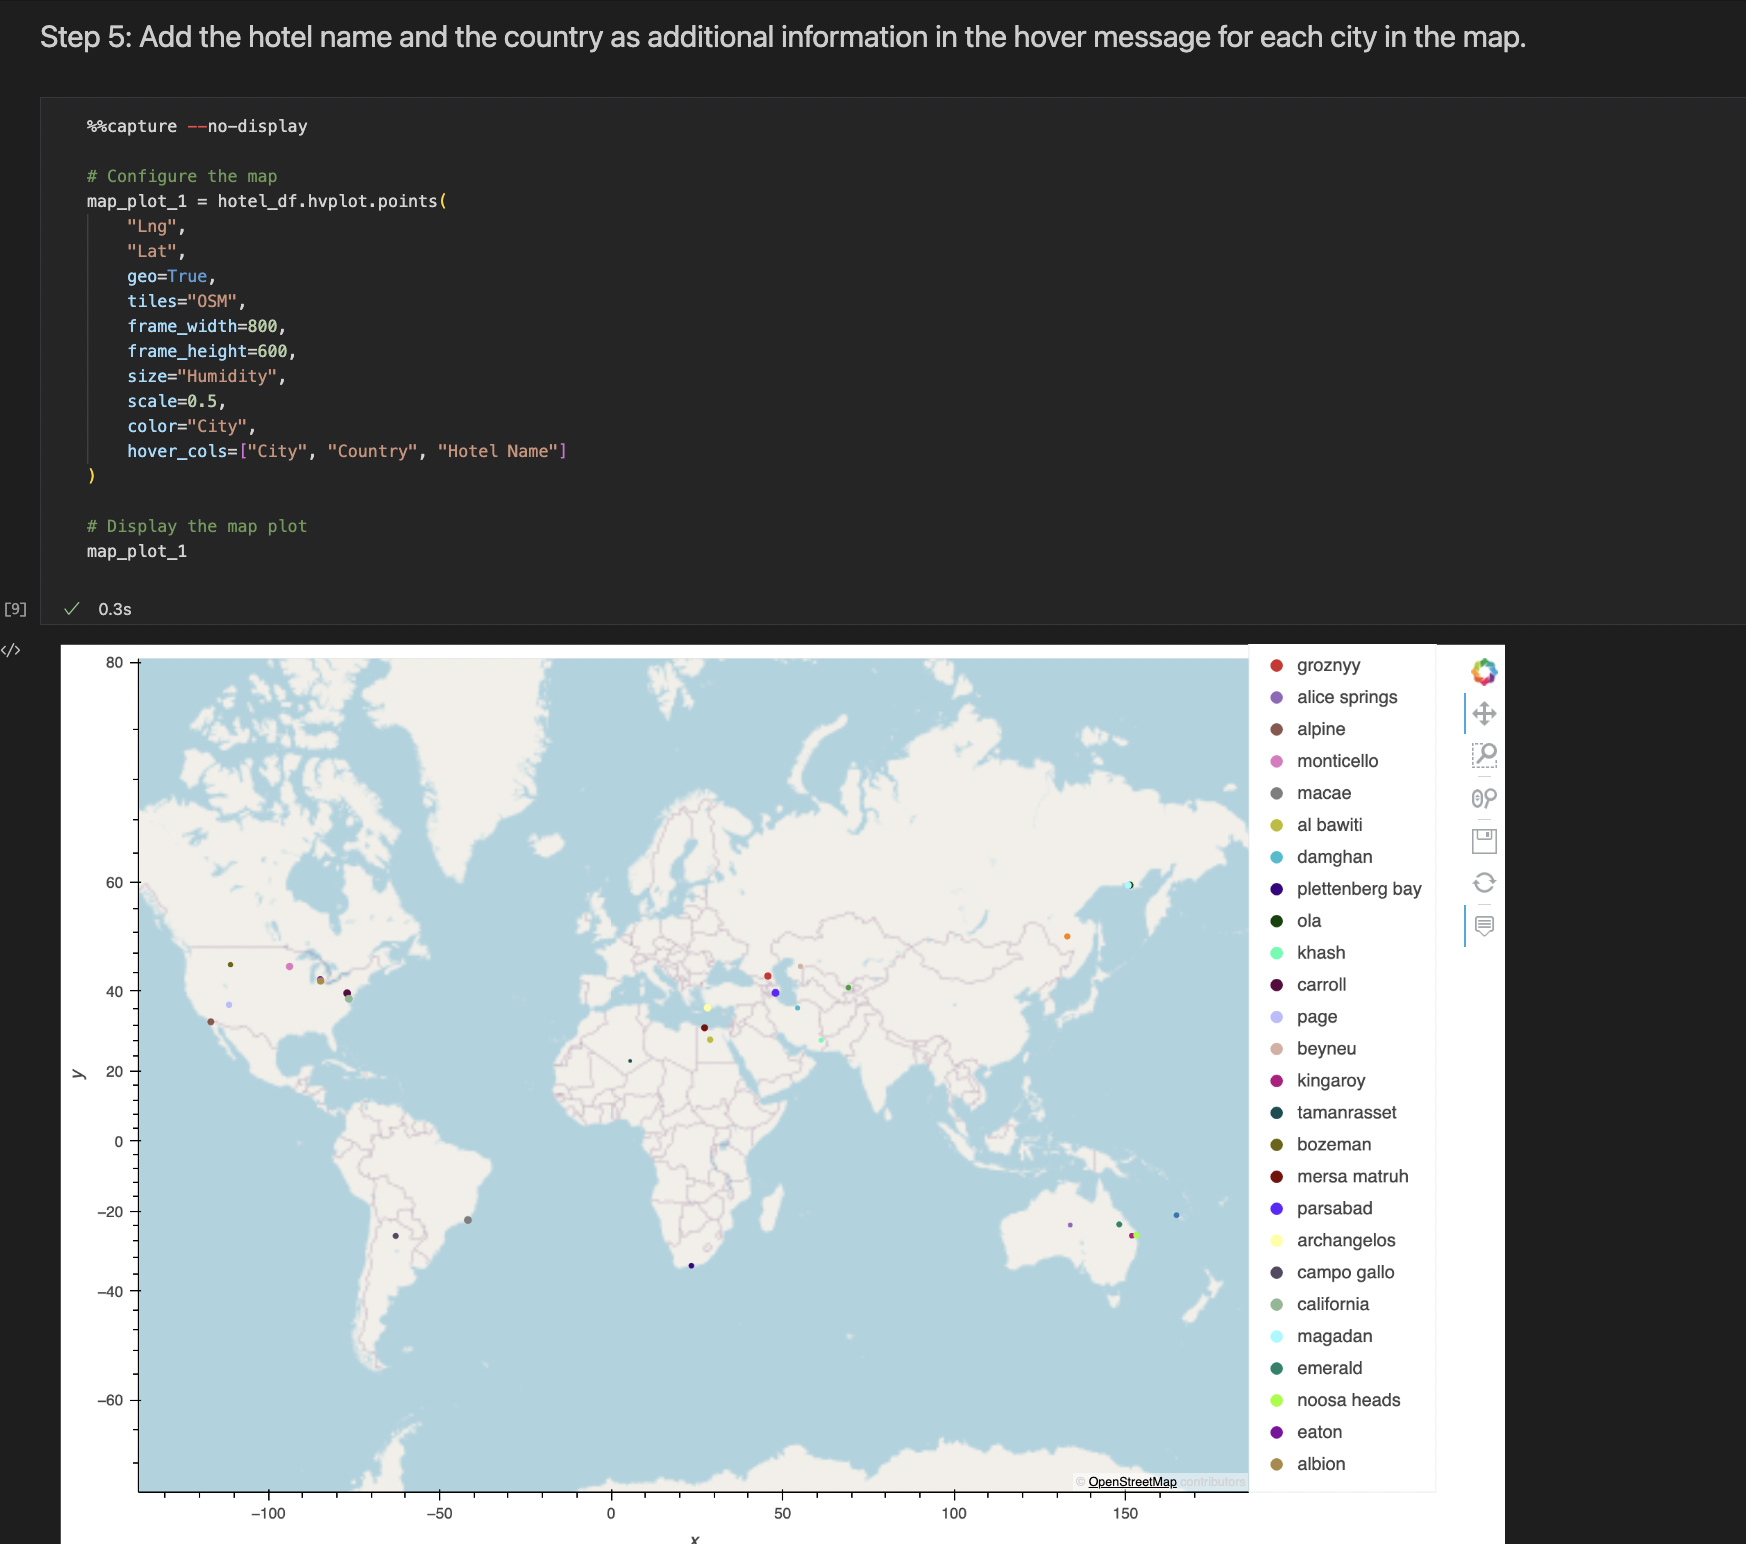 Step 5: Add the hotel name and the country as additional information in the hover message for each city in the map.
%%capture --no-display
# Configure the map
map_plot_1 = hotel_df.hvplot.points(
"Lng",
"Lat",
geo=True,
tiles="OSM",
frame_width=800,
frame_height=600,
size="Humidity",
scale=0.5,
color="City",
hover_cols=["City", "Country", "Hotel Name"]
)
# Display the map plot
map_plot_1
[9]
0.3s
</>
80
60
40
20
0
−20
−40
−60
y
−100
−50
0
50
100
150
x
© OpenStreetMap contributors
groznyy
alice springs
alpine
monticello
macae
al bawiti
damghan
plettenberg bay
ola
khash
carroll
page
beyneu
kingaroy
tamanrasset
bozeman
mersa matruh
parsabad
archangelos
campo gallo
california
magadan
emerald
noosa heads
eaton
albion